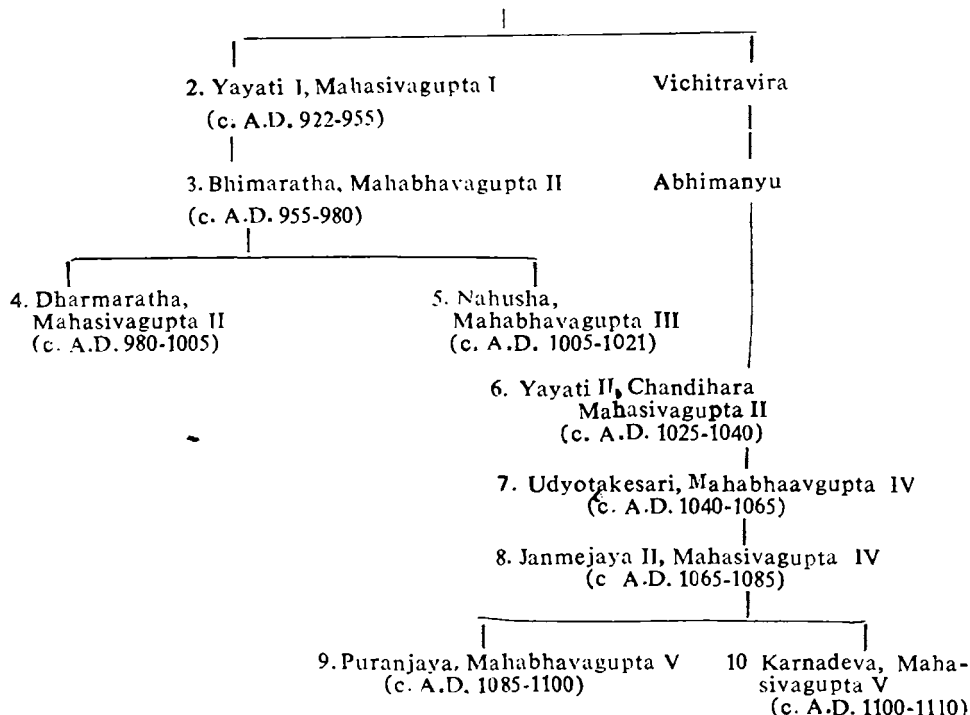 2. Yayati I, Mahasivagupta I
(c. A.D. 922-955)
Vichitravira
3. Bhimaratha, Mahabhavagupta II
(c. A.D. 955-980)
Abhimanyu
4. Dharmaratha,
Mahasivagupta II
(c. A.D. 980-1005)
5. Nahusha,
Mahabhavagupta III
(c. A.D. 1005-1021)
6. Yayati II, Chandihara
Mahasivagupta II
(c. A.D. 1025-1040)
7. Udyotakesari, Mahabhaavgupta IV
(c. A.D. 1040-1065)
8. Janmejaya II, Mahasivagupta IV
(c A.D. 1065-1085)
9. Puranjaya, Mahabhavagupta V
(c. A.D. 1085-1100)
10 Karnadeva, Maha-
sivagupta V
(c. A.D. 1100-1110)